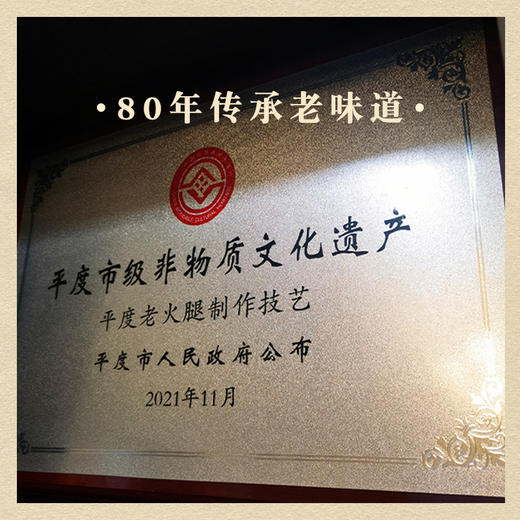 ·80年传承老味道·
平度市级非物质文化遗产
平度老火腿制作技艺
平度市人民政府公布
2021年11月